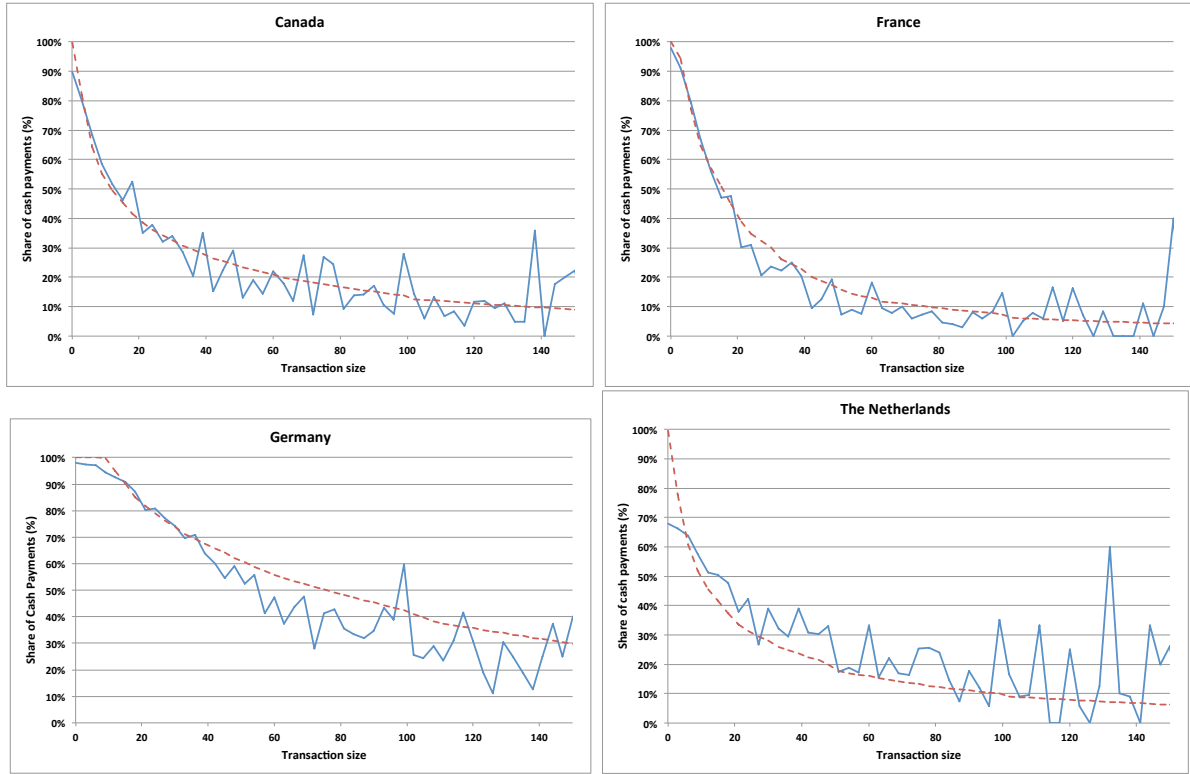 Canada
100%
90%
80%
70%
60%
50%
40%
30%
20%
10%
0%
Share of cash payments (%)
0 20 40 60 80 100 120 140
Transaction size
France
100%
90%
80%
70%
60%
50%
40%
30%
20%
10%
0%
Share of cash payments (%)
0 20 40 60 80 100 120 140
Transaction size
Germany
100%
90%
80%
70%
60%
50%
40%
30%
20%
10%
0%
Share of Cash Payments (%)
0 20 40 60 80 100 120 140
Transaction size
The Netherlands
100%
90%
80%
70%
60%
50%
40%
30%
20%
10%
0%
Share of cash payments (%)
0 20 40 60 80 100 120 140
Transaction size